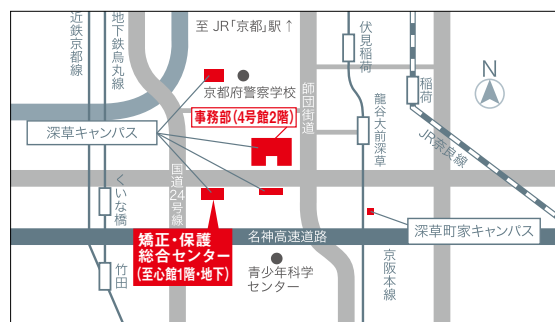 近鉄京都線
地下鉄烏丸線
至 JR「京都」駅↑
京都府警察学校
事務部(4号館2階)
師団街道
伏見稲荷
稲荷
N
深草キャンパス
龍谷大前深草
JR奈良線
くいな橋
国道24号線
深草町家キャンパス
矯正・保護
総合センター
(至心館1階・地下)
名神高速道路
竹田
青少年科学
センター
京阪本線